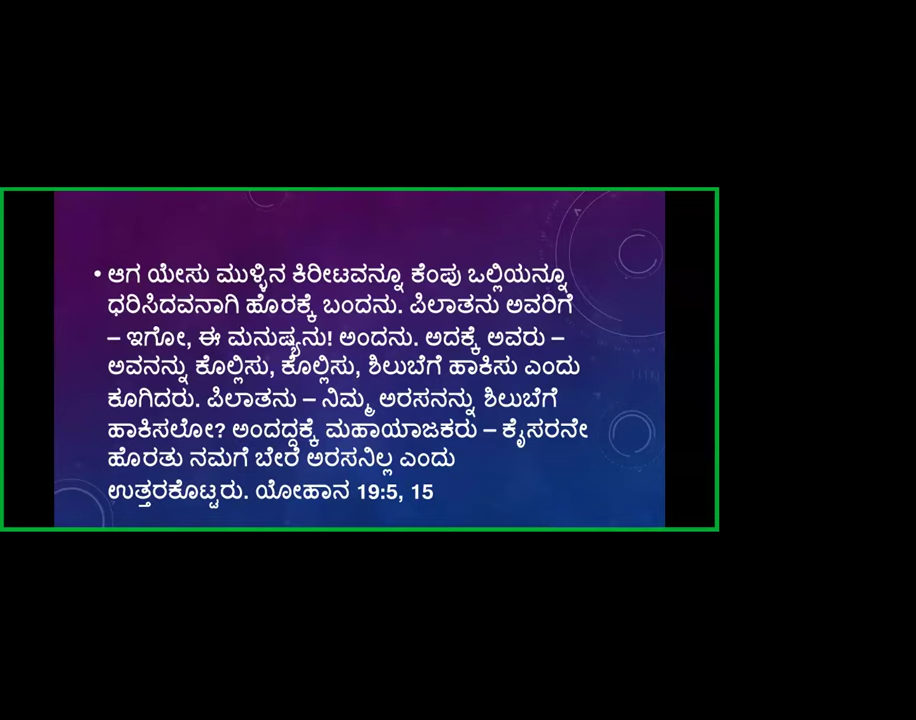 • ಆಗ ಯೇಸು ಮುಳ್ಳಿನ ಕಿರೀಟವನ್ನೂ ಕೆಂಪು ಒಲ್ಲಿಯನ್ನೂ
ಧರಿಸಿದವನಾಗಿ ಹೊರಕ್ಕೆ ಬಂದನು. ಪಿಲಾತನು ಅವರಿಗೆ
– ಇಗೋ, ಈ ಮನುಷ್ಯನು! ಅಂದನು. ಅದಕ್ಕೆ ಅವರು –
ಅವನನ್ನು ಕೊಲ್ಲಿಸು, ಕೊಲ್ಲಿಸು, ಶಿಲುಬೆಗೆ ಹಾಕಿಸು ಎಂದು
ಕೂಗಿದರು. ಪಿಲಾತನು – ನಿಮ್ಮ ಅರಸನನ್ನು ಶಿಲುಬೆಗೆ
ಹಾಕಿಸಲೋ? ಅಂದದ್ದಕ್ಕೆ ಮಹಾಯಾಜಕರು – ಕೈಸರನೇ
ಹೊರತು ನಮಗೆ ಬೇರೆ ಅರಸನಿಲ್ಲ ಎಂದು
ಉತ್ತರಕೊಟ್ಟರು. ಯೋಹಾನ 19:5, 15